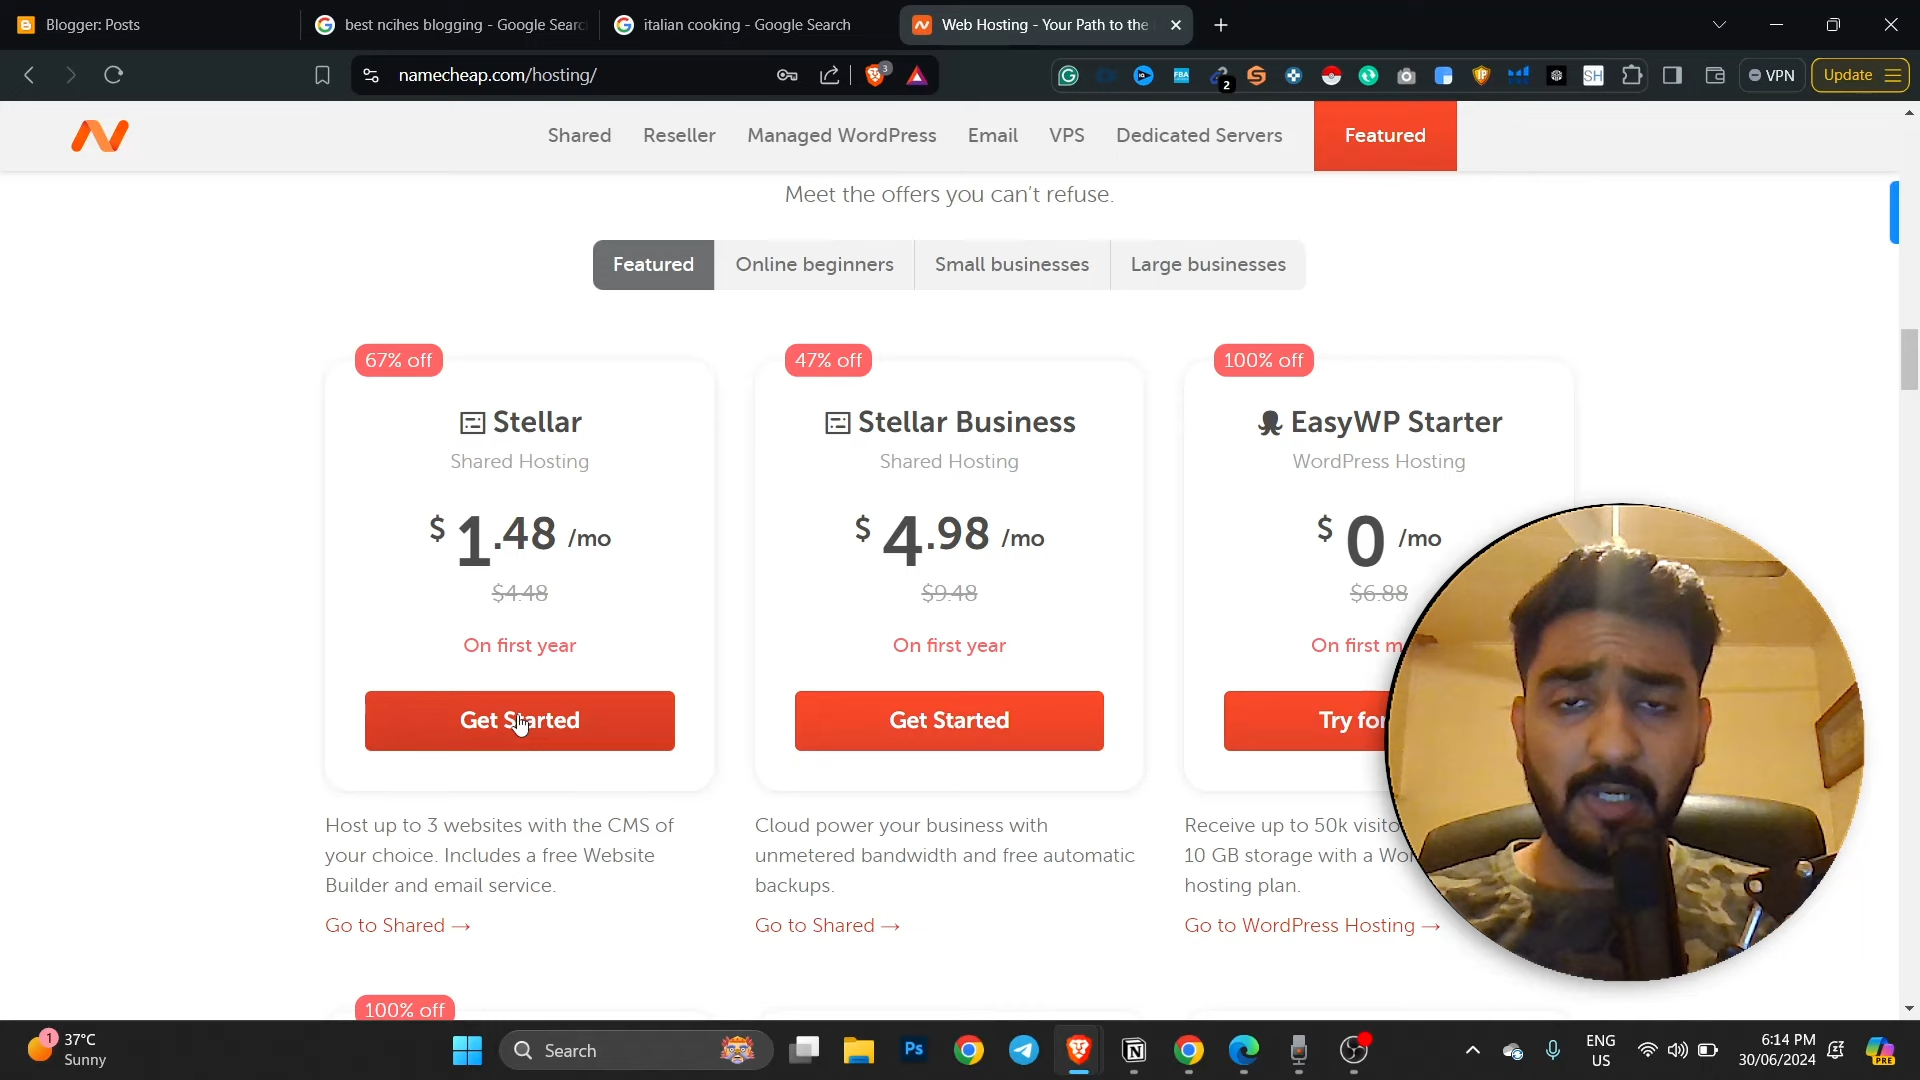 Blogger: Posts
best ncihes blogging - Google Searc
italian cooking - Google Search
Web Hosting - Your Path to the
namecheap.com/hosting/
3
2
FBA
SH
VPN
Update
Shared
Reseller
Managed WordPress
Email
VPS
Dedicated Servers
Featured
Meet the offers you can't refuse.
Featured
Online beginners
Small businesses
Large businesses
67% off
Stellar
Shared Hosting
$1.48 /mo
$4.48
On first year
Get Started
Host up to 3 websites with the CMS of
your choice. Includes a free Website
Builder and email service.
Go to Shared →
47% off
Stellar Business
Shared Hosting
$4.98 /mo
$9.48
On first year
Get Started
Cloud power your business with
unmetered bandwidth and free automatic
backups.
Go to Shared →
100% off
EasyWP Starter
WordPress Hosting
$0 /mo
$6.88
On first m
Try for
Receive up to 50k visito
10 GB storage with a Wor
hosting plan.
Go to WordPress Hosting →
100% off
1
37°C
Sunny
Search
Ps
ENG
US
6:14 PM
30/06/2024
PRE